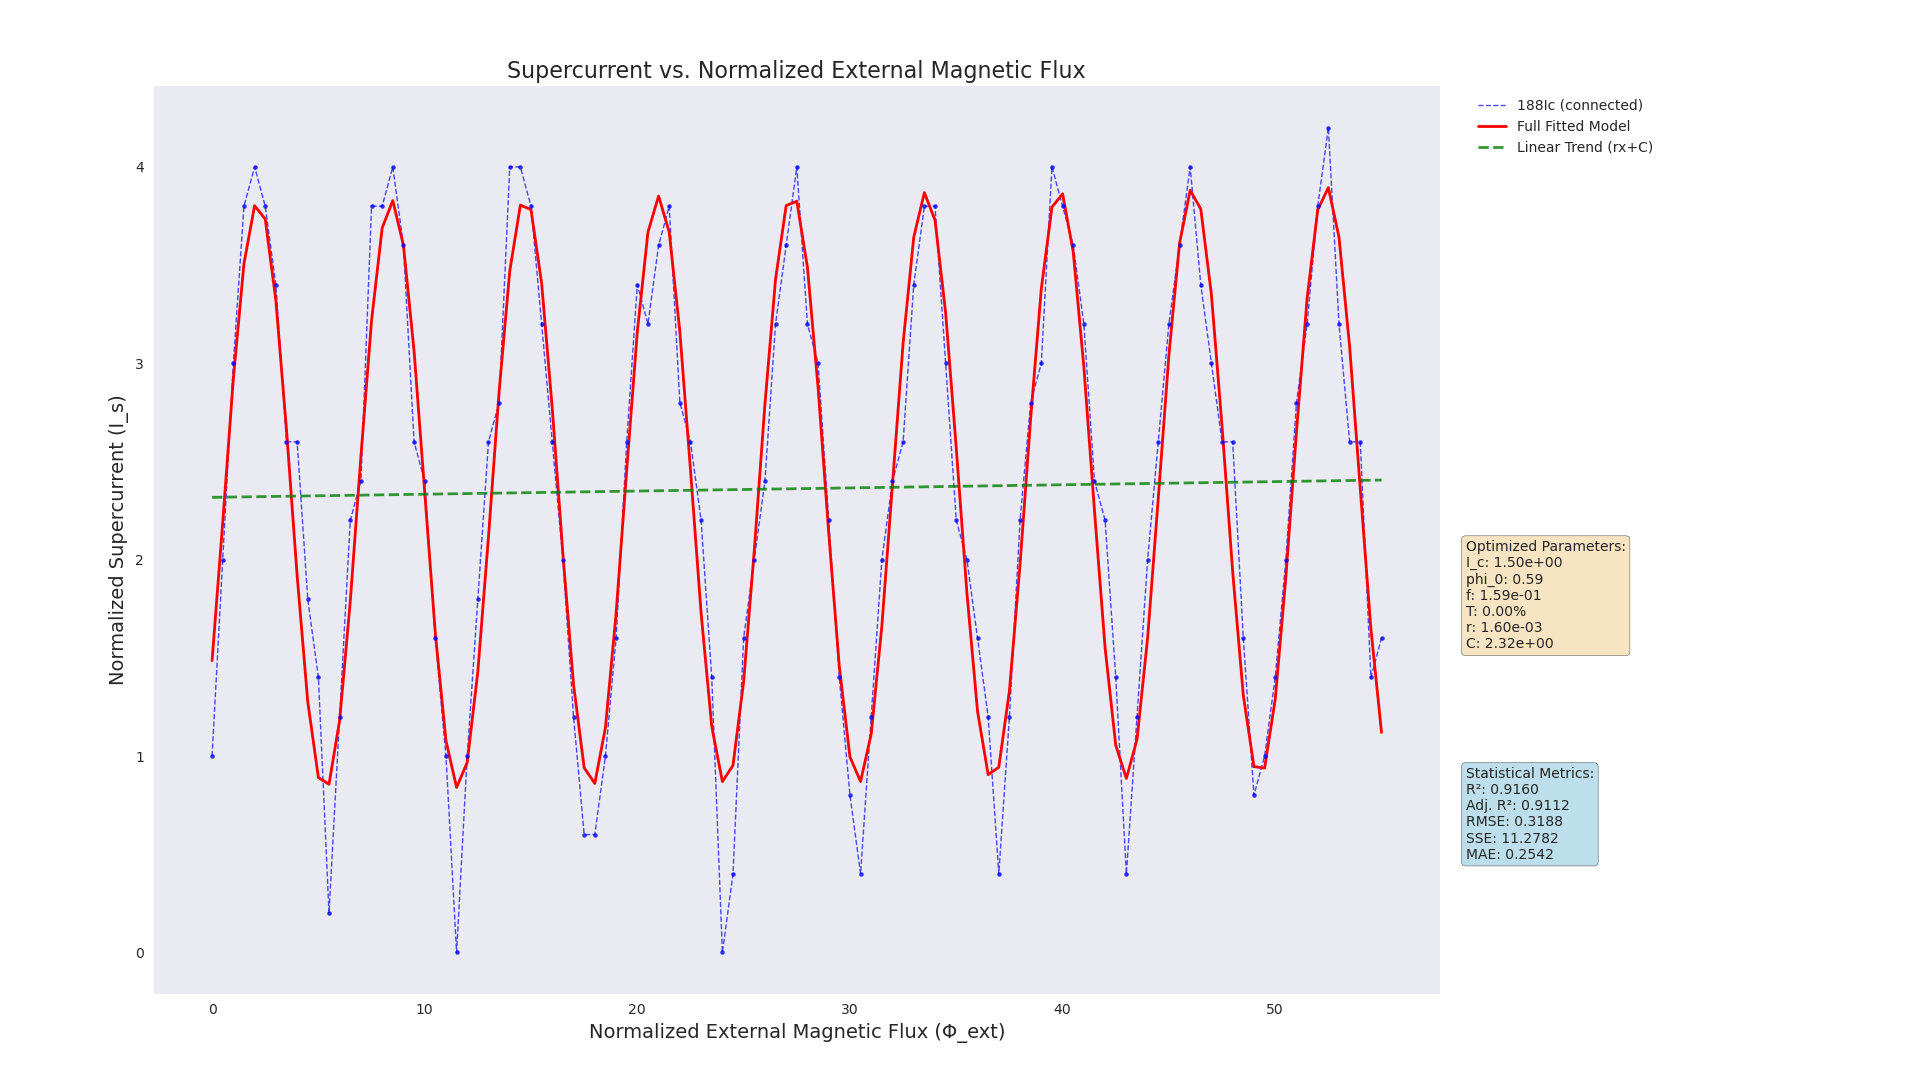 Supercurrent vs. Normalized External Magnetic Flux
188Ic (connected)
Full Fitted Model
Linear Trend (rx+C)
Normalized Supercurrent (I_s)
4
3
2
1
0
0
10
20
30
40
50
Normalized External Magnetic Flux (Φ_ext)
Optimized Parameters:
I_c: 1.50e+00
phi_0: 0.59
f: 1.59e-01
T: 0.00%
r: 1.60e-03
C: 2.32e+00
Statistical Metrics:
R²: 0.9160
Adj. R²: 0.9112
RMSE: 0.3188
SSE: 11.2782
MAE: 0.2542